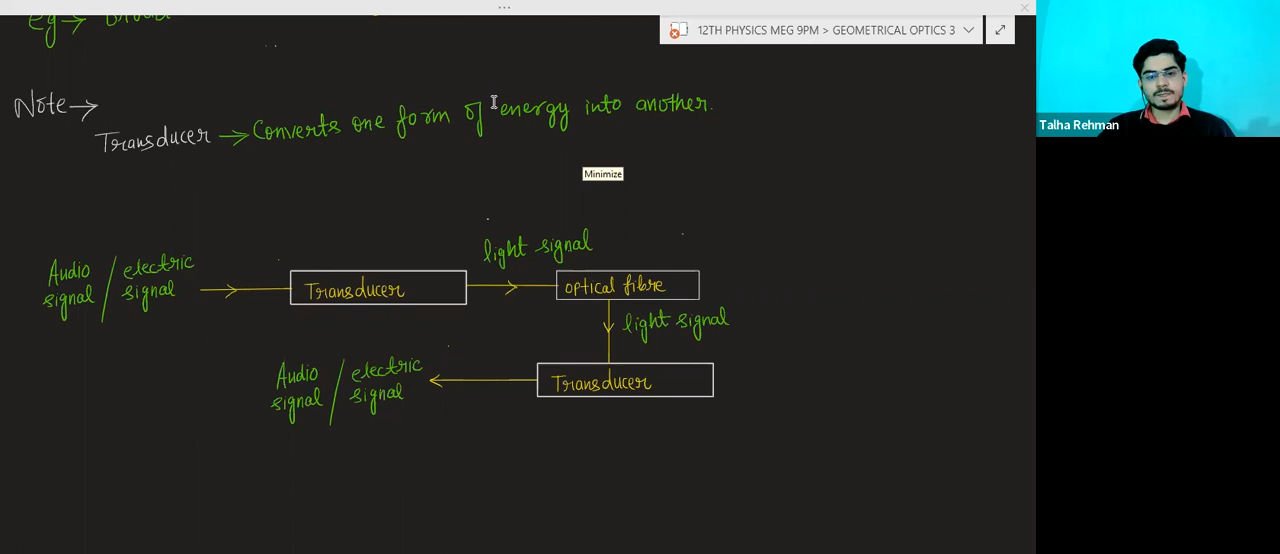 eg →
12TH PHYSICS MEG 9PM > GEOMETRICAL OPTICS 3
Talha Rehman
Note →
Transducer → Converts one form of energy into another.
Minimize
Audio signal / electric signal
Transducer
light signal
optical fibre
light signal
Transducer
Audio signal / electric signal